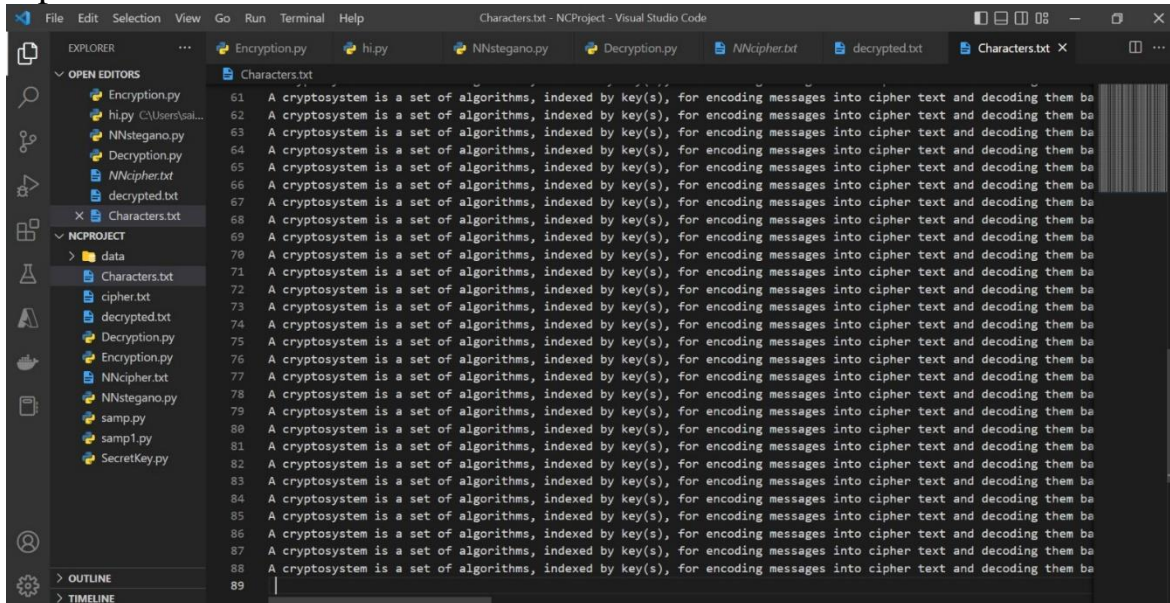 File Edit Selection View Go Run Terminal Help Characters.txt - NCProject - Visual Studio Code
EXPLORER
OPEN EDITORS
Encryption.py
hi.py C:\Users\sai...
NNstegano.py
Decryption.py
NNcipher.txt
decrypted.txt
Characters.txt
NCPROJECT
data
Characters.txt
cipher.txt
decrypted.txt
Decryption.py
Encryption.py
NNcipher.txt
NNstegano.py
samp.py
samp1.py
SecretKey.py
OUTLINE
TIMELINE
Encryption.py hi.py NNstegano.py Decryption.py NNcipher.txt decrypted.txt Characters.txt
Characters.txt
61 A cryptosystem is a set of algorithms, indexed by key(s), for encoding messages into cipher text and decoding them ba
62 A cryptosystem is a set of algorithms, indexed by key(s), for encoding messages into cipher text and decoding them ba
63 A cryptosystem is a set of algorithms, indexed by key(s), for encoding messages into cipher text and decoding them ba
64 A cryptosystem is a set of algorithms, indexed by key(s), for encoding messages into cipher text and decoding them ba
65 A cryptosystem is a set of algorithms, indexed by key(s), for encoding messages into cipher text and decoding them ba
66 A cryptosystem is a set of algorithms, indexed by key(s), for encoding messages into cipher text and decoding them ba
67 A cryptosystem is a set of algorithms, indexed by key(s), for encoding messages into cipher text and decoding them ba
68 A cryptosystem is a set of algorithms, indexed by key(s), for encoding messages into cipher text and decoding them ba
69 A cryptosystem is a set of algorithms, indexed by key(s), for encoding messages into cipher text and decoding them ba
70 A cryptosystem is a set of algorithms, indexed by key(s), for encoding messages into cipher text and decoding them ba
71 A cryptosystem is a set of algorithms, indexed by key(s), for encoding messages into cipher text and decoding them ba
72 A cryptosystem is a set of algorithms, indexed by key(s), for encoding messages into cipher text and decoding them ba
73 A cryptosystem is a set of algorithms, indexed by key(s), for encoding messages into cipher text and decoding them ba
74 A cryptosystem is a set of algorithms, indexed by key(s), for encoding messages into cipher text and decoding them ba
75 A cryptosystem is a set of algorithms, indexed by key(s), for encoding messages into cipher text and decoding them ba
76 A cryptosystem is a set of algorithms, indexed by key(s), for encoding messages into cipher text and decoding them ba
77 A cryptosystem is a set of algorithms, indexed by key(s), for encoding messages into cipher text and decoding them ba
78 A cryptosystem is a set of algorithms, indexed by key(s), for encoding messages into cipher text and decoding them ba
79 A cryptosystem is a set of algorithms, indexed by key(s), for encoding messages into cipher text and decoding them ba
80 A cryptosystem is a set of algorithms, indexed by key(s), for encoding messages into cipher text and decoding them ba
81 A cryptosystem is a set of algorithms, indexed by key(s), for encoding messages into cipher text and decoding them ba
82 A cryptosystem is a set of algorithms, indexed by key(s), for encoding messages into cipher text and decoding them ba
83 A cryptosystem is a set of algorithms, indexed by key(s), for encoding messages into cipher text and decoding them ba
84 A cryptosystem is a set of algorithms, indexed by key(s), for encoding messages into cipher text and decoding them ba
85 A cryptosystem is a set of algorithms, indexed by key(s), for encoding messages into cipher text and decoding them ba
86 A cryptosystem is a set of algorithms, indexed by key(s), for encoding messages into cipher text and decoding them ba
87 A cryptosystem is a set of algorithms, indexed by key(s), for encoding messages into cipher text and decoding them ba
88 A cryptosystem is a set of algorithms, indexed by key(s), for encoding messages into cipher text and decoding them ba
89